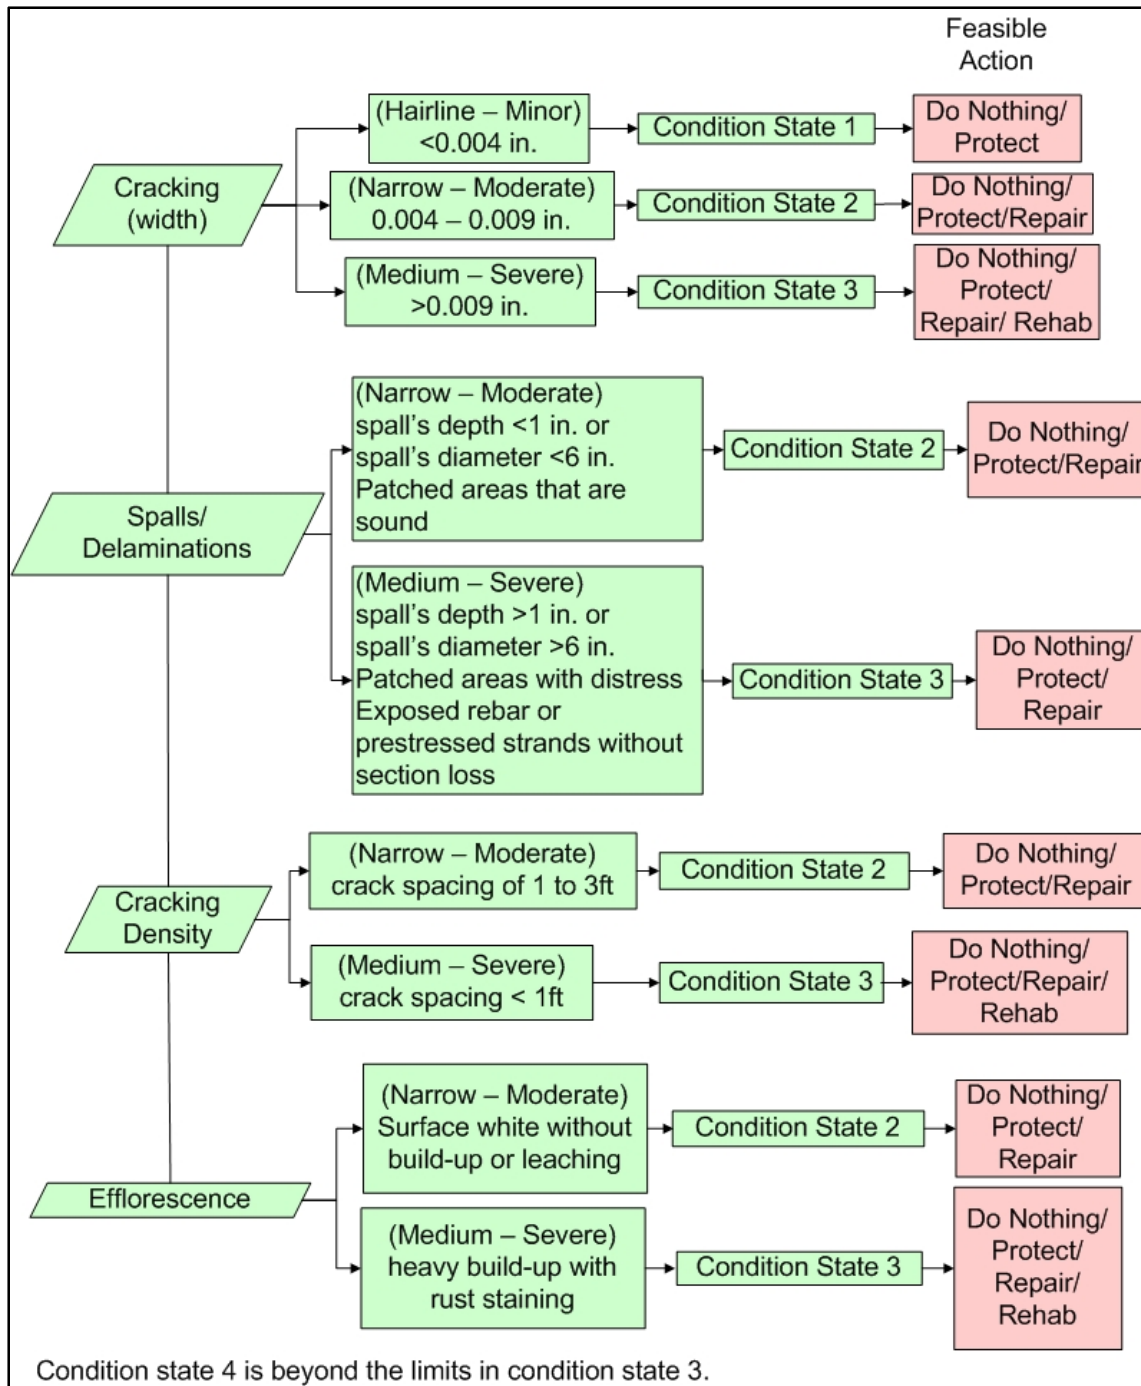 Feasible
Action
Cracking
(width)
(Hairline – Minor)
<0.004 in.
Condition State 1
Do Nothing/
Protect
(Narrow – Moderate)
0.004 – 0.009 in.
Condition State 2
Do Nothing/
Protect/Repair
(Medium – Severe)
>0.009 in.
Condition State 3
Do Nothing/
Protect/
Repair/ Rehab
Spalls/
Delaminations
(Narrow – Moderate)
spall's depth <1 in. or
spall's diameter <6 in.
Patched areas that are
sound
Condition State 2
Do Nothing/
Protect/Repair
(Medium – Severe)
spall's depth >1 in. or
spall's diameter >6 in.
Patched areas with distress
Exposed rebar or
prestressed strands without
section loss
Condition State 3
Do Nothing/
Protect/
Repair
Cracking
Density
(Narrow – Moderate)
crack spacing of 1 to 3ft
Condition State 2
Do Nothing/
Protect/Repair
(Medium – Severe)
crack spacing < 1ft
Condition State 3
Do Nothing/
Protect/Repair/
Rehab
Efflorescence
(Narrow – Moderate)
Surface white without
build-up or leaching
Condition State 2
Do Nothing/
Protect/
Repair
(Medium – Severe)
heavy build-up with
rust staining
Condition State 3
Do Nothing/
Protect/
Repair/
Rehab
Condition state 4 is beyond the limits in condition state 3.